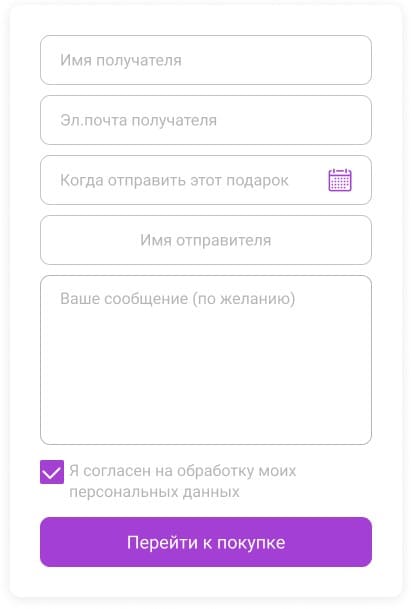 Имя получателя
Эл.почта получателя
Когда отправить этот подарок
Имя отправителя
Ваше сообщение (по желанию)
Я согласен на обработку моих
персональных данных
Перейти к покупке